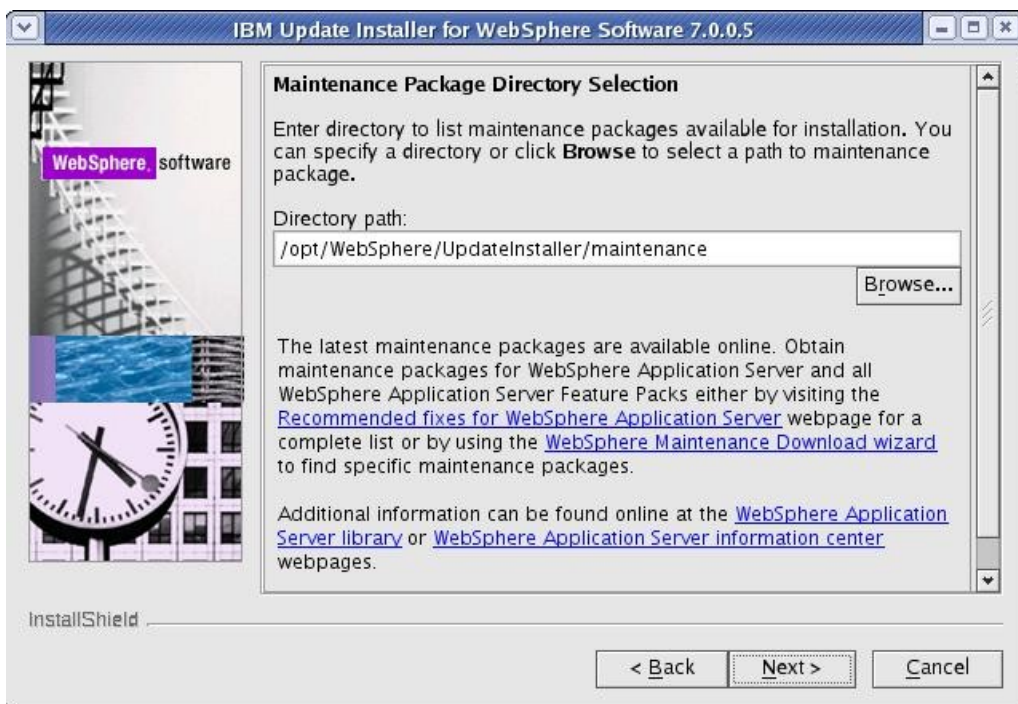 IBM Update Installer for WebSphere Software 7.0.0.5
WebSphere. software
Maintenance Package Directory Selection
Enter directory to list maintenance packages available for installation. You
can specify a directory or click Browse to select a path to maintenance
package.
Directory path:
/opt/WebSphere/UpdateInstaller/maintenance
Browse...
The latest maintenance packages are available online. Obtain
maintenance packages for WebSphere Application Server and all
WebSphere Application Server Feature Packs either by visiting the
Recommended fixes for WebSphere Application Server webpage for a
complete list or by using the WebSphere Maintenance Download wizard
to find specific maintenance packages.
Additional information can be found online at the WebSphere Application
Server library or WebSphere Application Server information center
webpages.
InstallShield
< Back
Next >
Cancel